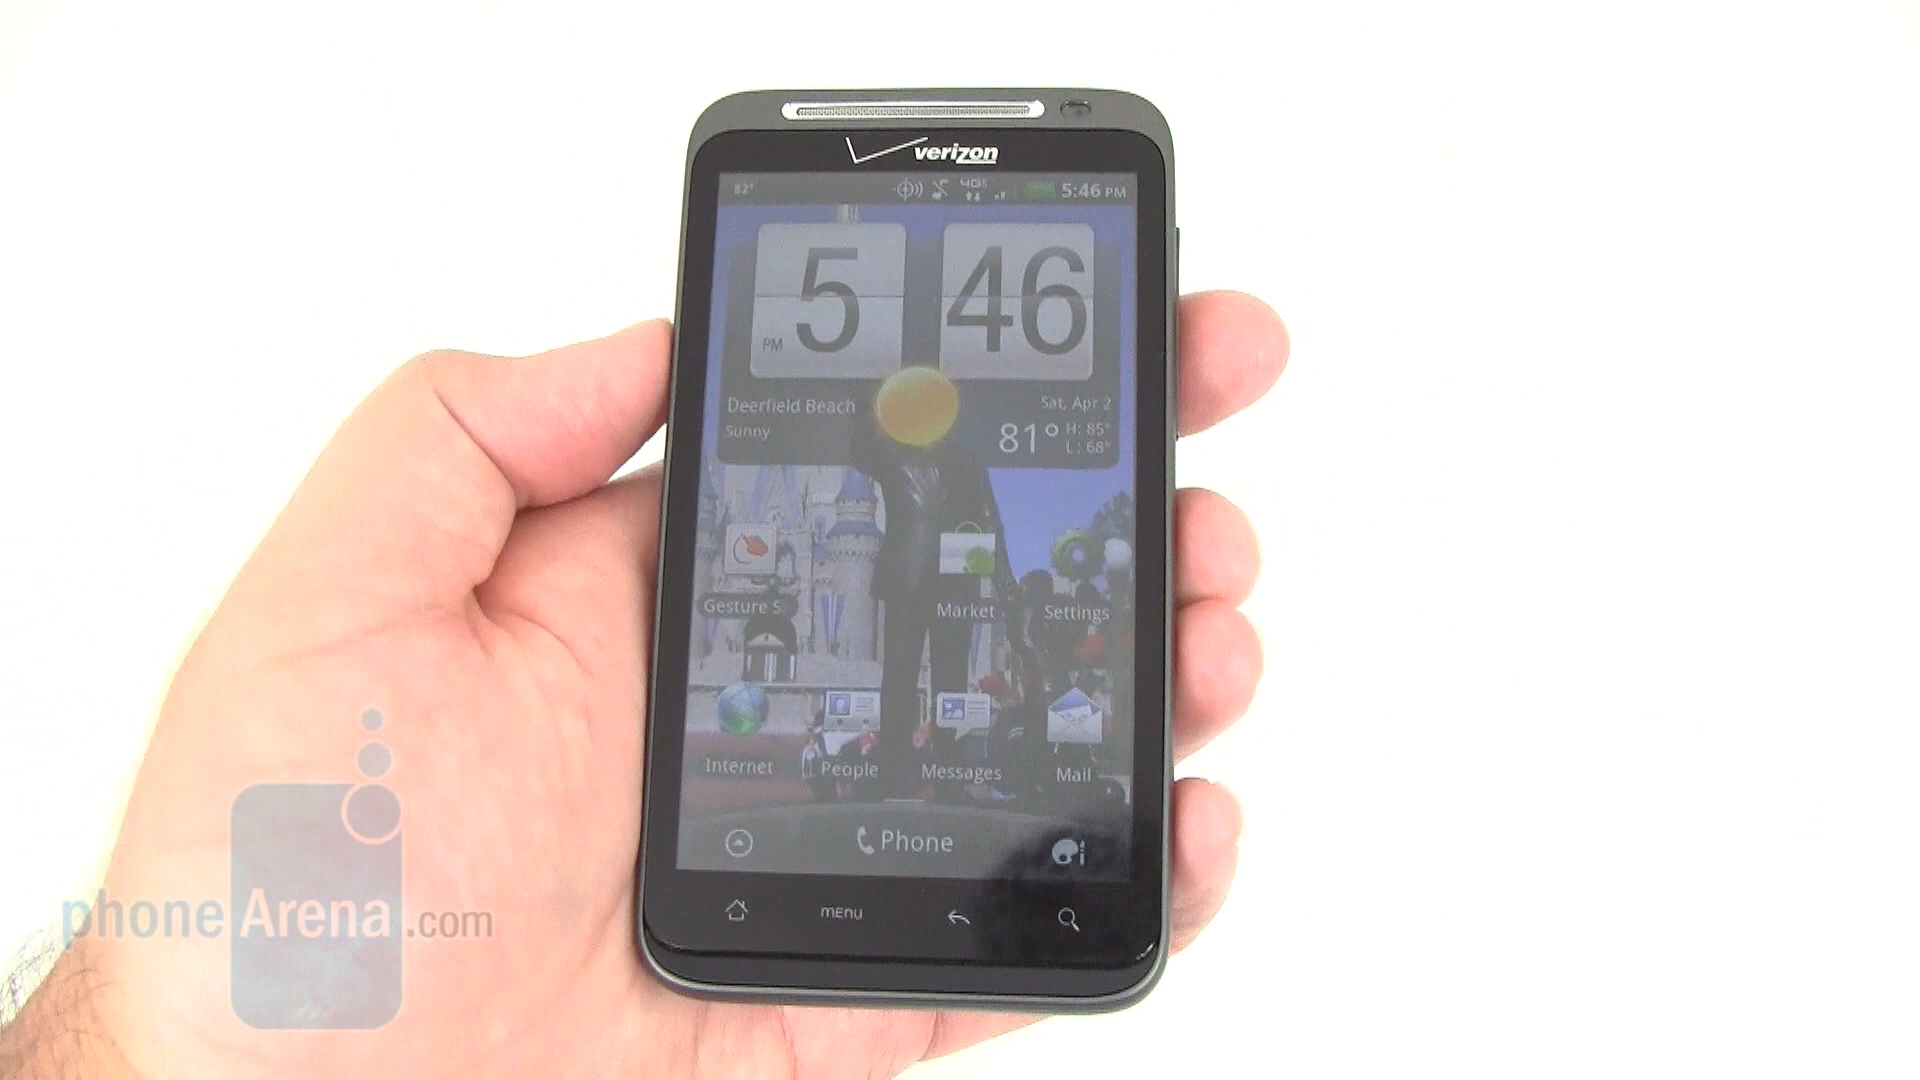 verizon
82° 4G 5:46 PM
5 46
PM
Deerfield Beach Sat, Apr 2
Sunny 81° H: 85°
L: 68°
Gesture S Market Settings
Internet People Messages Mail
Phone
MENU
phoneArena.com